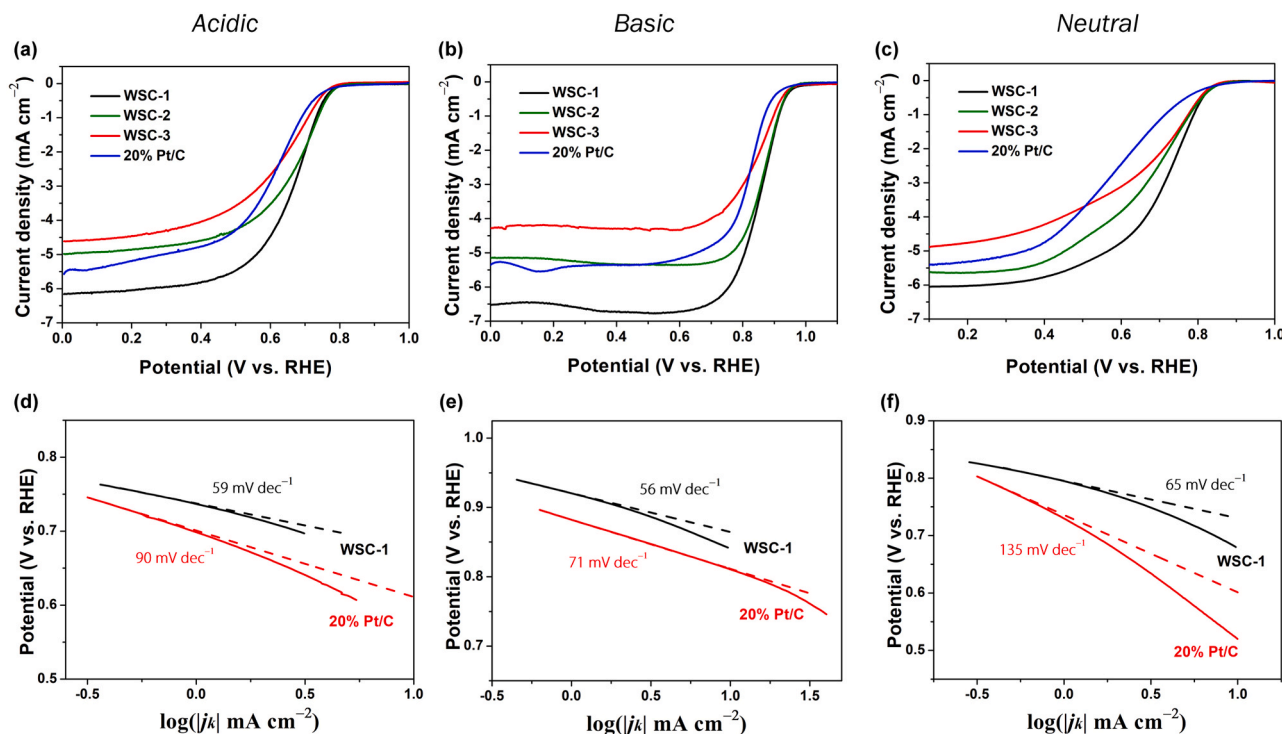 Acidic
Basic
Neutral
(a)
WSC-1
WSC-2
WSC-3
20% Pt/C
Current density (mA cm⁻²)
0
-1
-2
-3
-4
-5
-6
-7
0.0 0.2 0.4 0.6 0.8 1.0
Potential (V vs. RHE)
(b)
WSC-1
WSC-2
WSC-3
20% Pt/C
Current density (mA cm⁻²)
0
-1
-2
-3
-4
-5
-6
-7
0.0 0.2 0.4 0.6 0.8 1.0
Potential (V vs. RHE)
(c)
WSC-1
WSC-2
WSC-3
20% Pt/C
Current density (mA cm⁻²)
0
-1
-2
-3
-4
-5
-6
-7
0.2 0.4 0.6 0.8 1.0
Potential (V vs. RHE)
(d)
Potential (V vs. RHE)
0.8
0.7
0.6
0.5
59 mV dec⁻¹
WSC-1
90 mV dec⁻¹
20% Pt/C
-0.5 0.0 0.5 1.0
log(|jₖ| mA cm⁻²)
(e)
Potential (V vs. RHE)
1.0
0.9
0.8
0.7
56 mV dec⁻¹
WSC-1
71 mV dec⁻¹
20% Pt/C
-0.5 0.0 0.5 1.0 1.5
log(|jₖ| mA cm⁻²)
(f)
Potential (V vs. RHE)
0.9
0.8
0.7
0.6
0.5
65 mV dec⁻¹
WSC-1
135 mV dec⁻¹
20% Pt/C
-0.5 0.0 0.5 1.0
log(|jₖ| mA cm⁻²)